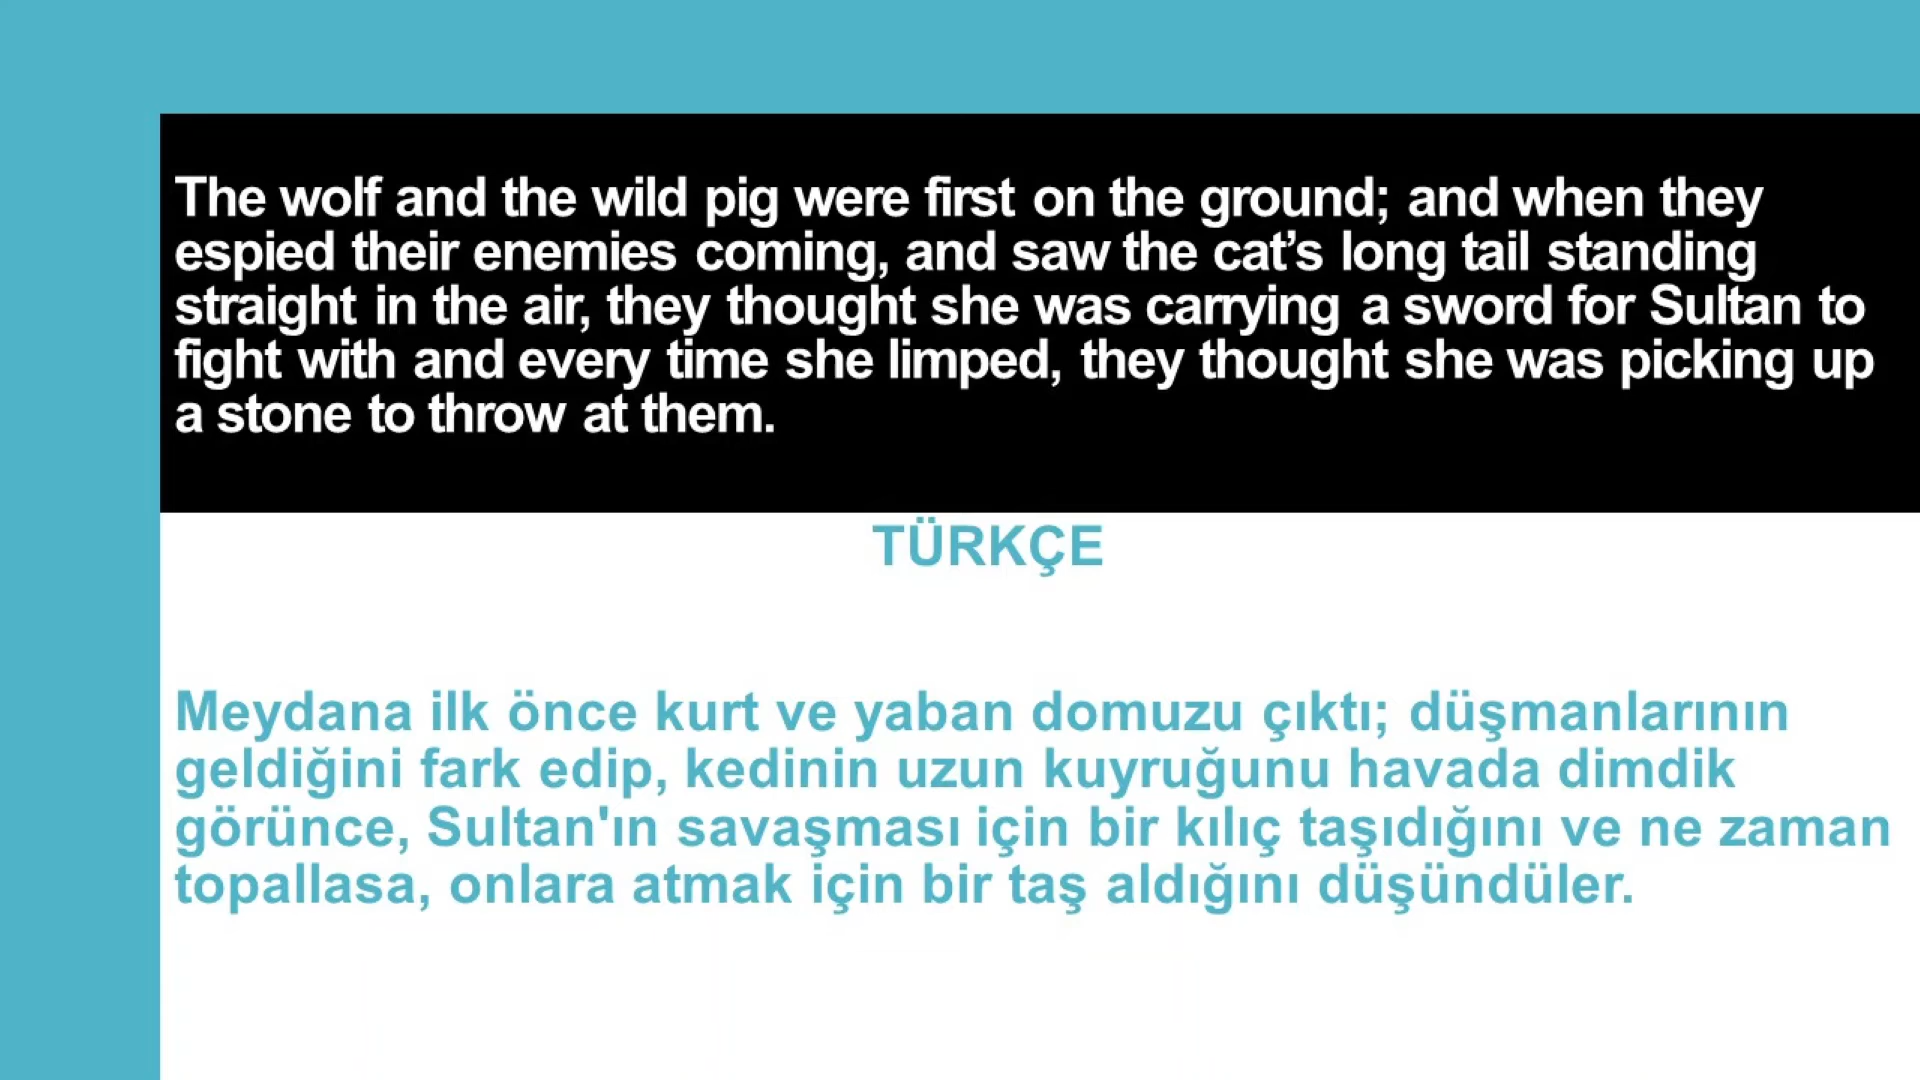 The wolf and the wild pig were first on the ground; and when they
espied their enemies coming, and saw the cat’s long tail standing
straight in the air, they thought she was carrying a sword for Sultan to
fight with and every time she limped, they thought she was picking up
a stone to throw at them.
TÜRKÇE
Meydana ilk önce kurt ve yaban domuzu çıktı; düşmanlarının
geldiğini fark edip, kedinin uzun kuyruğunu havada dimdik
görünce, Sultan'ın savaşması için bir kılıç taşıdığını ve ne zaman
topallasa, onlara atmak için bir taş aldığını düşündüler.